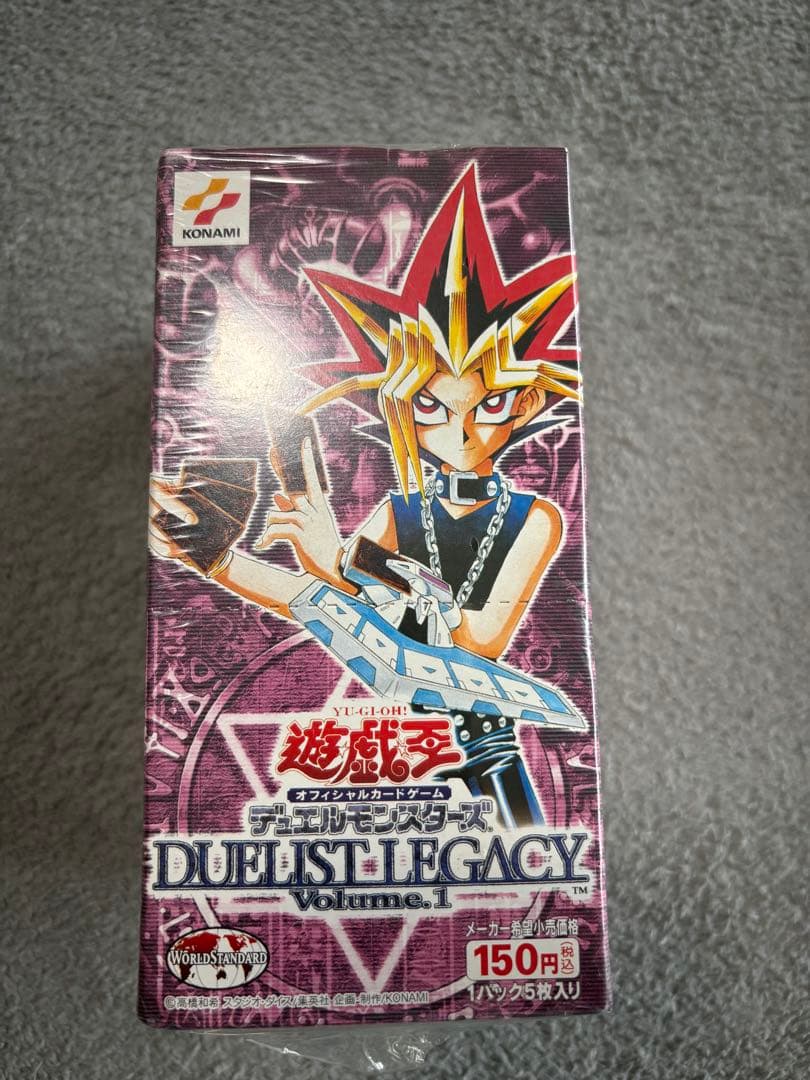 KONAMI
YU-GI-OH!
遊戯王
オフィシャルカードゲーム
デュエルモンスターズ
DUELIST LEGACY™
Volume.1
メーカー希望小売価格
150円(税込)
1パック5枚入り
WORLD STANDARD
©高橋和希 スタジオ・ダイス/集英社 企画・制作/KONAMI